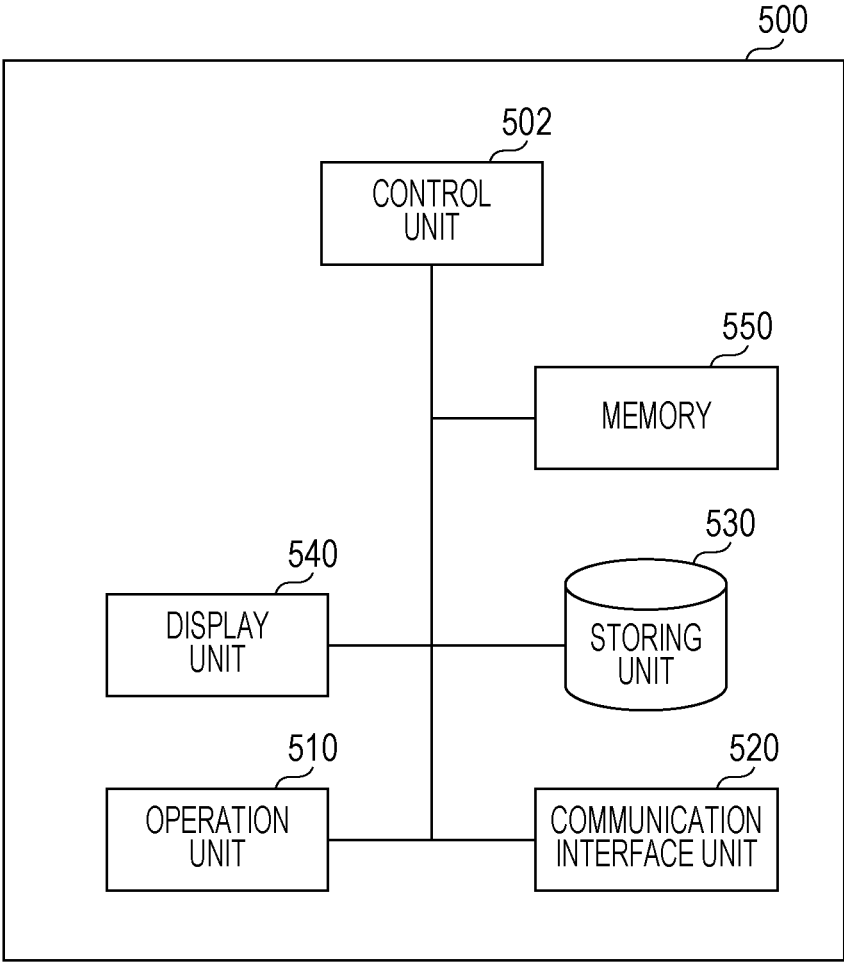 500
502
CONTROL
UNIT
550
MEMORY
540
DISPLAY
UNIT
530
STORING
UNIT
510
OPERATION
UNIT
520
COMMUNICATION
INTERFACE UNIT